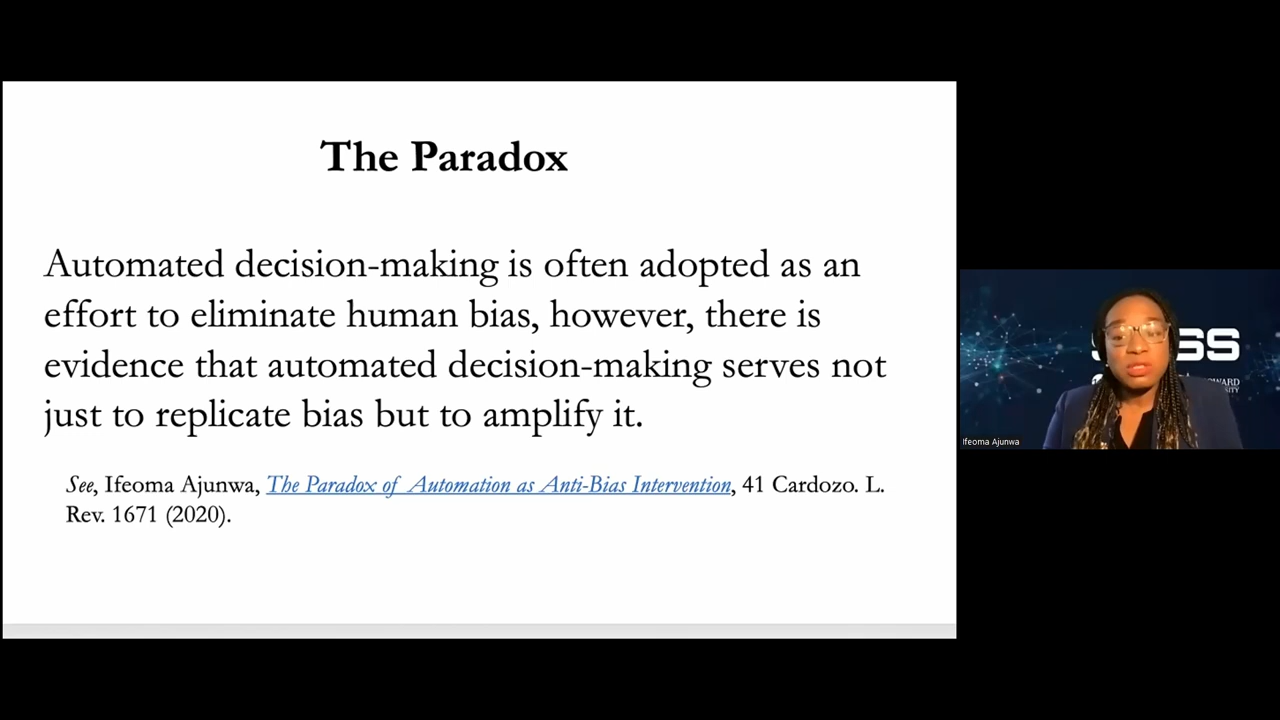 The Paradox
Automated decision-making is often adopted as an
effort to eliminate human bias, however, there is
evidence that automated decision-making serves not
just to replicate bias but to amplify it.
See, Ifeoma Ajunwa, The Paradox of Automation as Anti-Bias Intervention, 41 Cardozo. L.
Rev. 1671 (2020).
Ifeoma Ajunwa